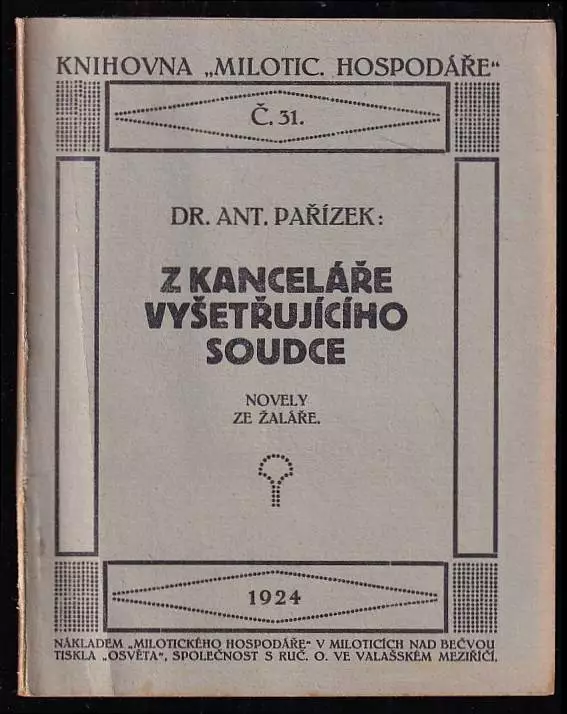 KNIHOVNA „MILOTIC. HOSPODÁŘE“
Č. 31.
DR. ANT. PAŘÍZEK:
Z KANCELÁŘE
VYŠETŘUJÍCÍHO
SOUDCE
NOVELY
ZE ŽALÁŘE.
1924
NÁKLADEM „MILOTICKÉHO HOSPODÁŘE“ V MILOTICÍCH NAD BEČVOU
TISKLA „OSVĚTA“, SPOLEČNOST S RUČ. O. VE VALAŠSKÉM MEZIŘÍČÍ.